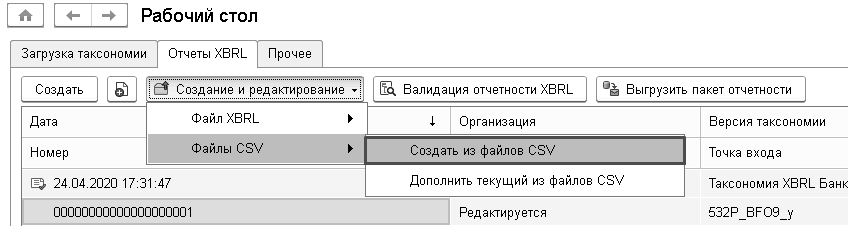 Рабочий стол
Загрузка таксономии Отчеты XBRL Прочее
Создать Создание и редактирование Валидация отчетности XBRL Выгрузить пакет отчетности
Дата Файл XBRL ↓ Организация Версия таксономии
Номер Файлы CSV Создать из файлов CSV Точка входа
24.04.2020 17:31:47 Дополнить текущий из файлов CSV Таксономия XBRL Банк
00000000000000000001 Редактируется 532P_BFO9_y